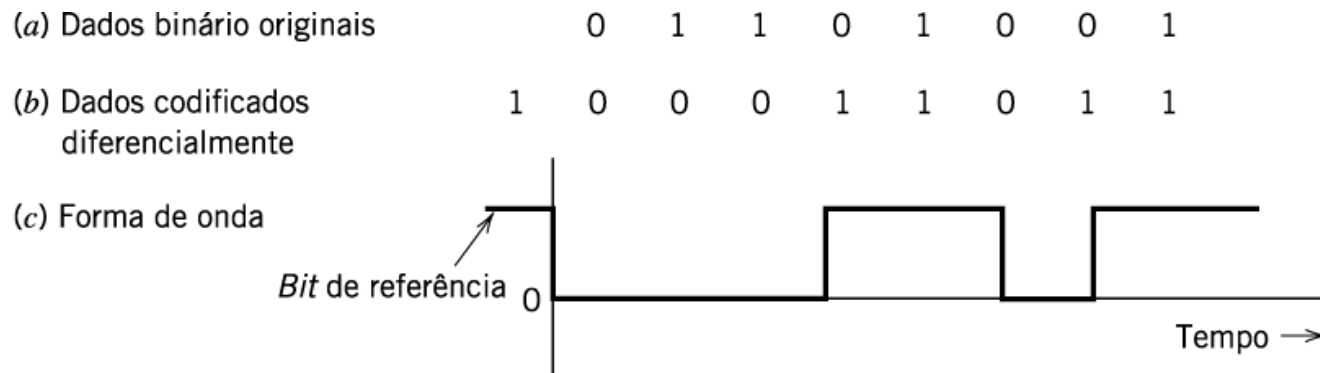 (a) Dados binário originais 0 1 1 0 1 0 0 1
(b) Dados codificados 1 0 0 0 1 1 0 1 1
diferencialmente
(c) Forma de onda
Bit de referência 0
Tempo